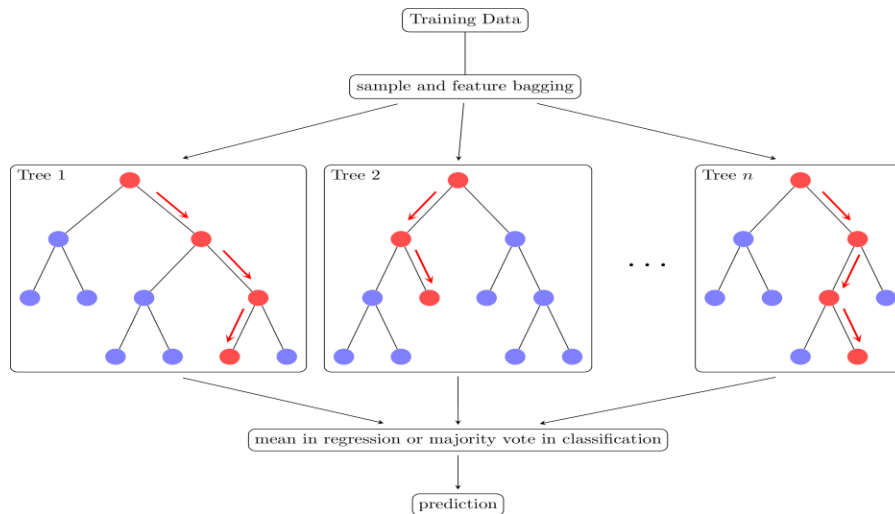 Training Data
sample and feature bagging
Tree 1
Tree 2
Tree n
. . .
mean in regression or majority vote in classification
prediction